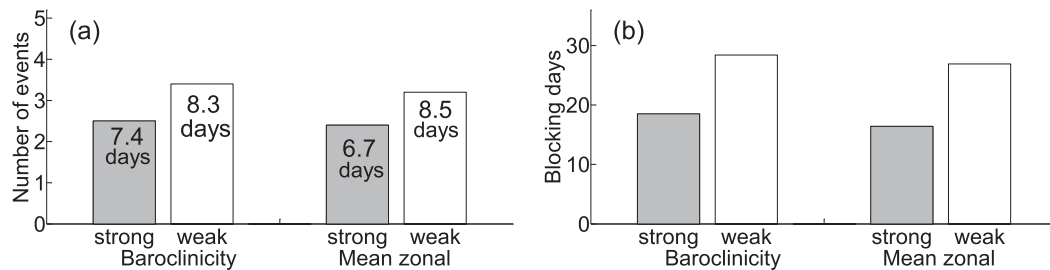 (a)
Number of events
5
4
3
2
1
0
7.4
days
8.3
days
6.7
days
8.5
days
strong weak strong weak
Baroclinicity Mean zonal
(b)
Blocking days
30
20
10
0
strong weak strong weak
Baroclinicity Mean zonal